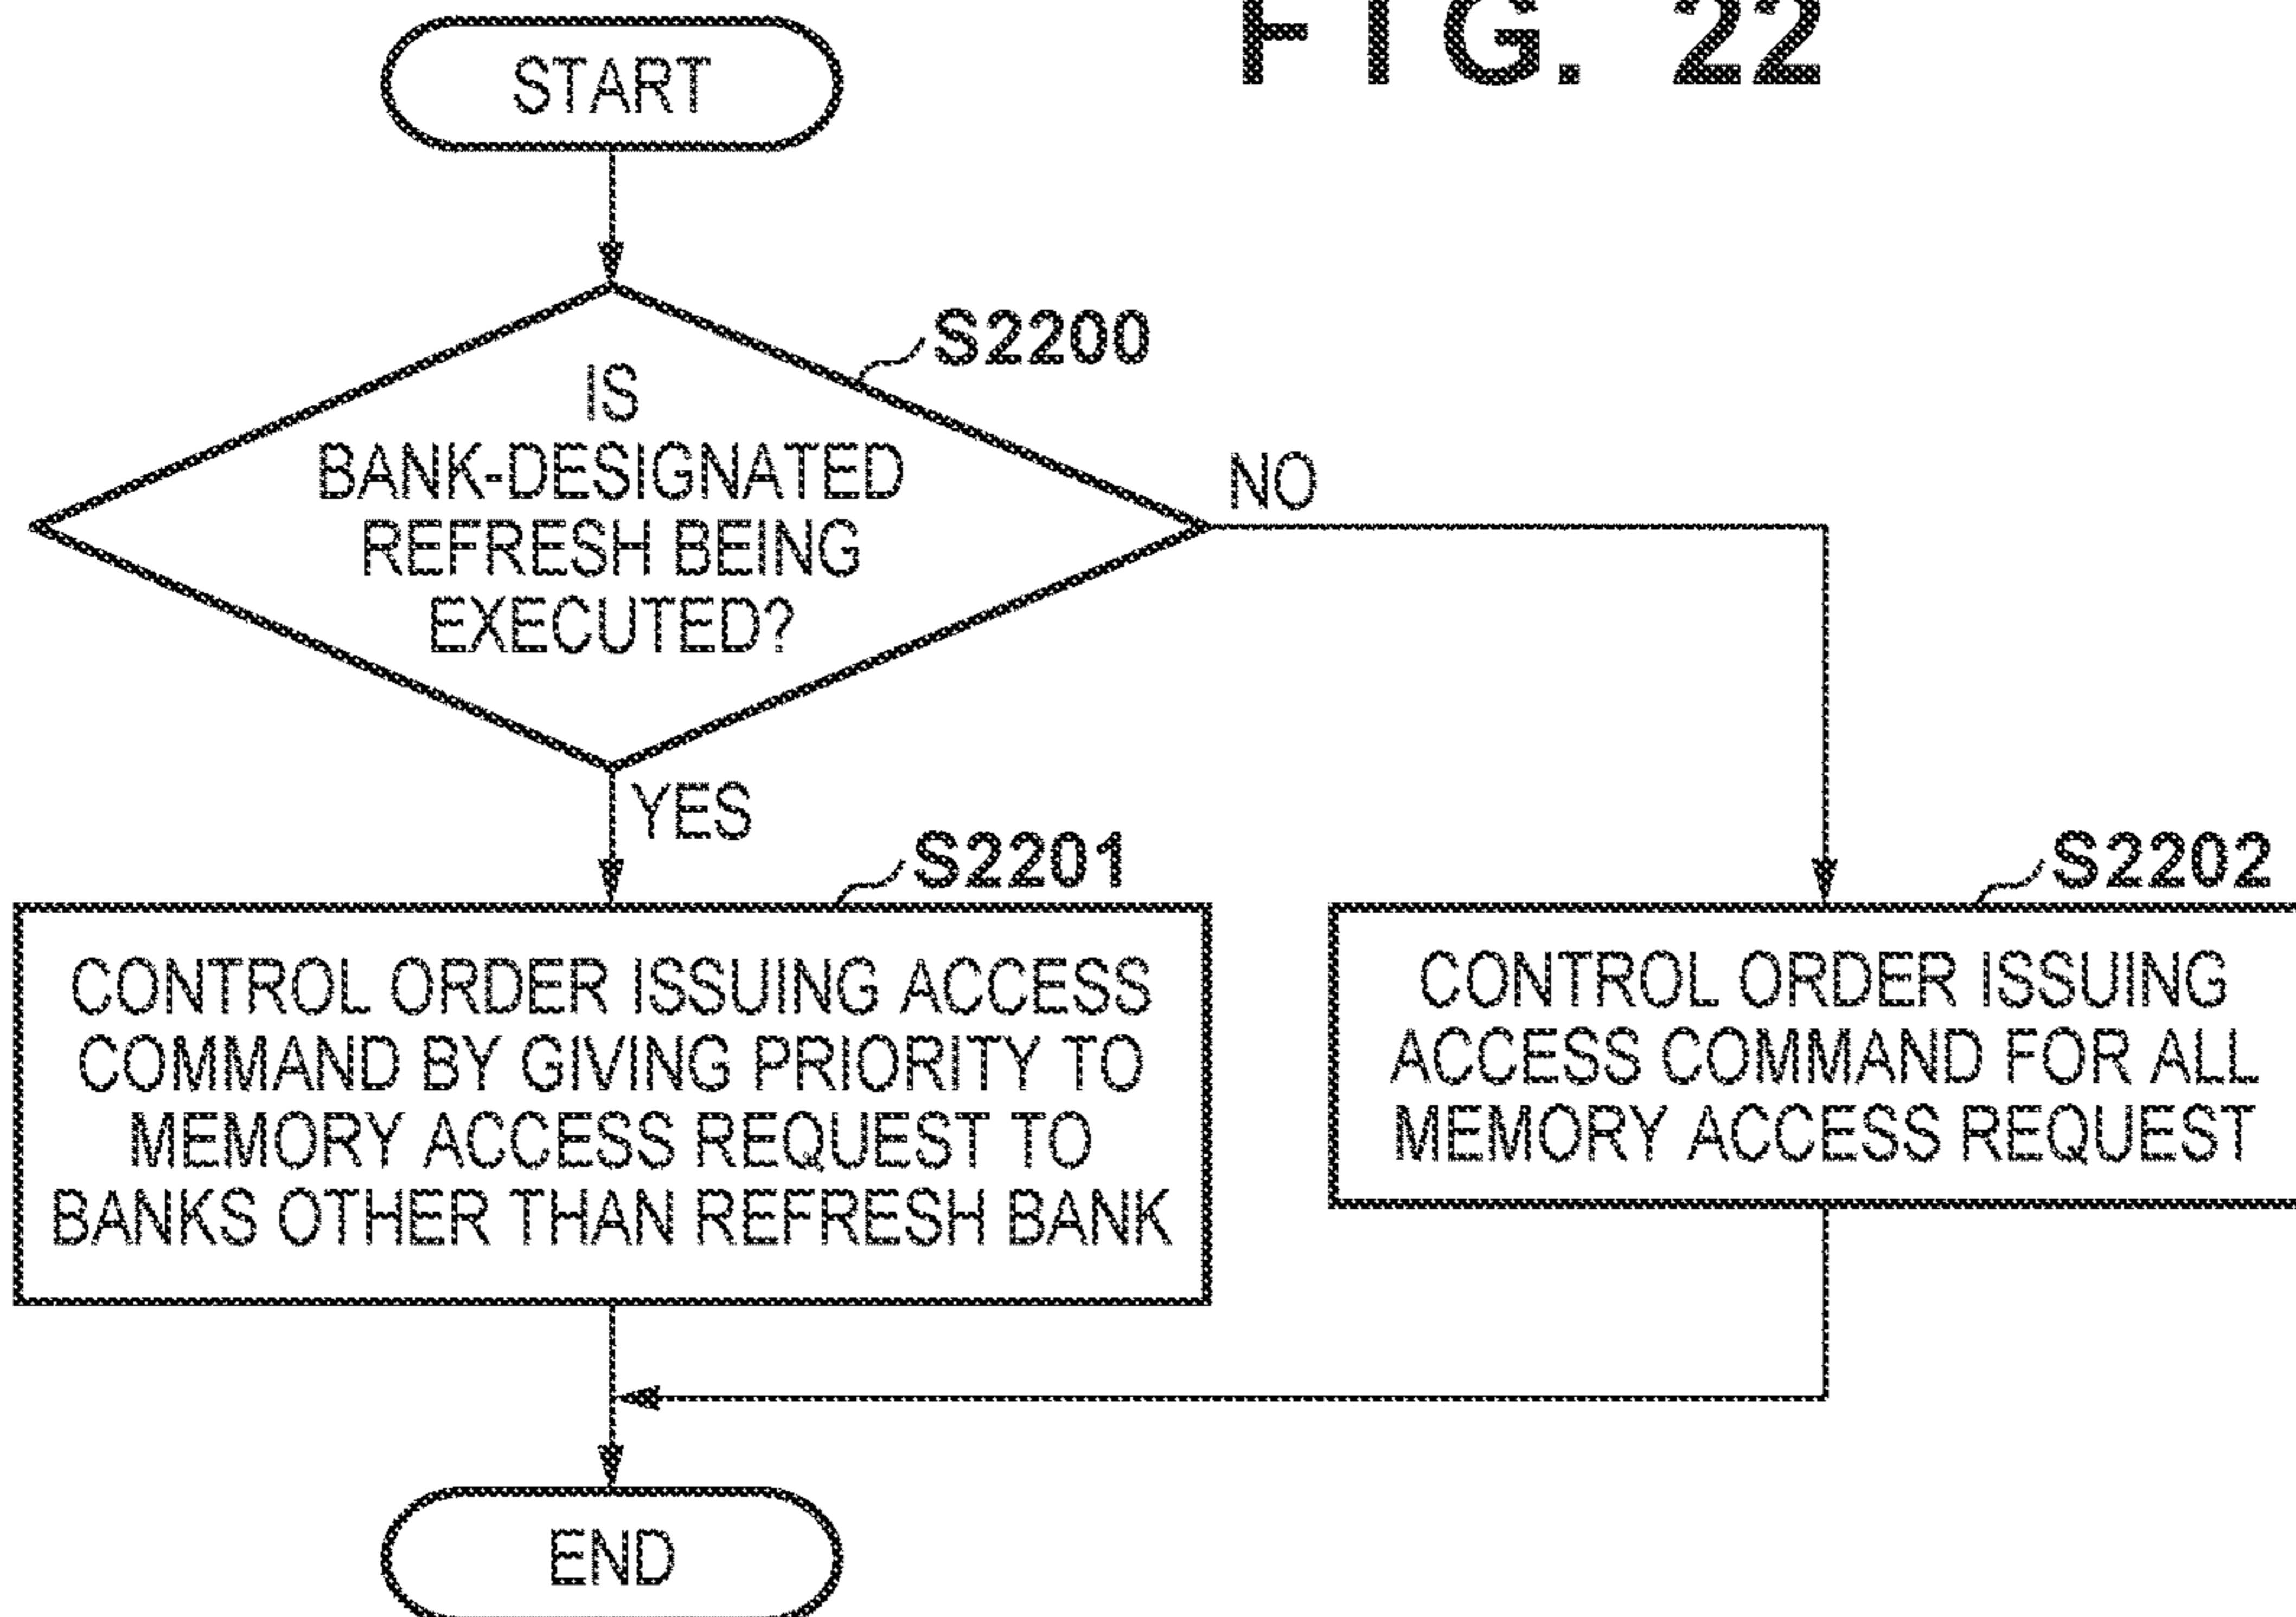 FIG. 22
START
S2200
IS
BANK-DESIGNATED
REFRESH BEING
EXECUTED?
NO
YES
S2201
CONTROL ORDER ISSUING ACCESS
COMMAND BY GIVING PRIORITY TO
MEMORY ACCESS REQUEST TO
BANKS OTHER THAN REFRESH BANK
S2202
CONTROL ORDER ISSUING
ACCESS COMMAND FOR ALL
MEMORY ACCESS REQUEST
END